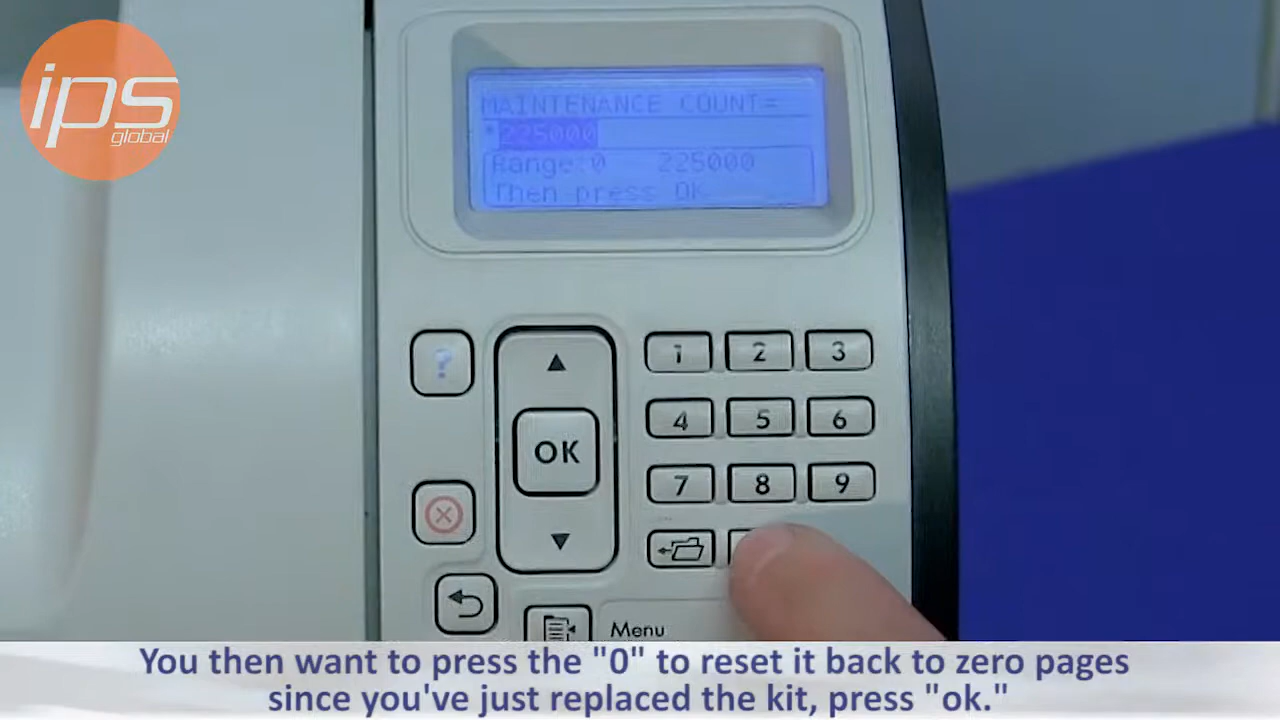 ips
global
MAINTENANCE COUNT=
*225000
Range:0 225000
Then press OK
?
1 2 3
4 5 6
OK
7 8 9
Menu
You then want to press the "0" to reset it back to zero pages
since you've just replaced the kit, press "ok."